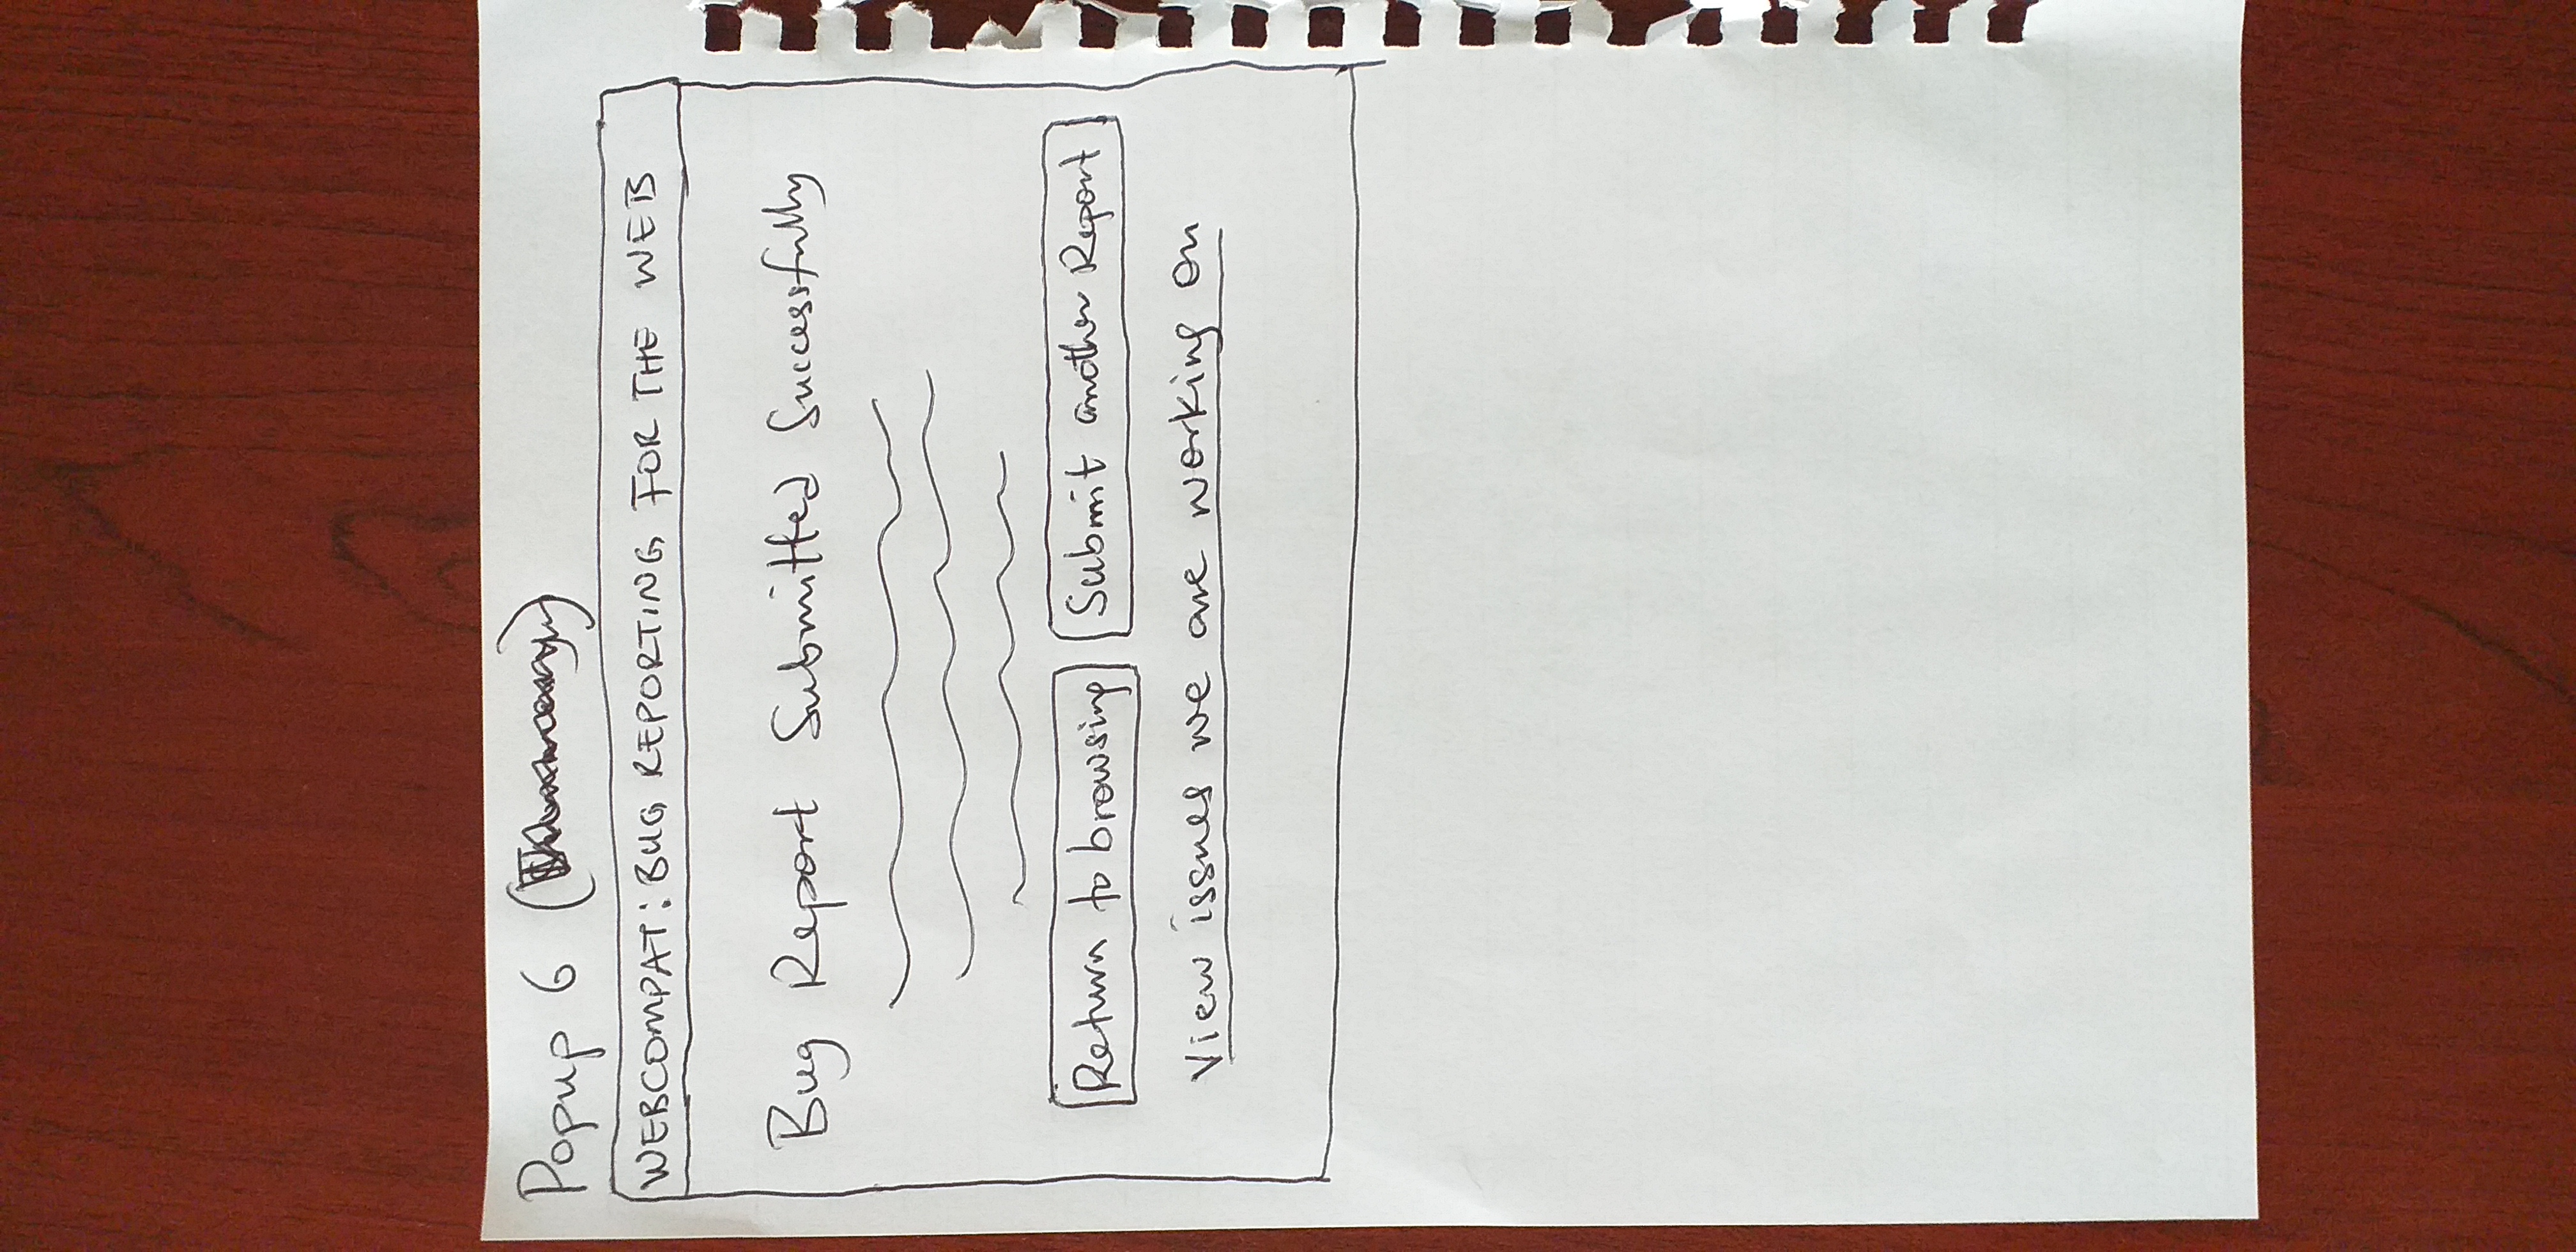 Popup 6
WEBCOMPAT: BUG REPORTING FOR THE WEB
Bug Report Submitted Successfully
Return to browsing Submit another Report
View issues we are working on